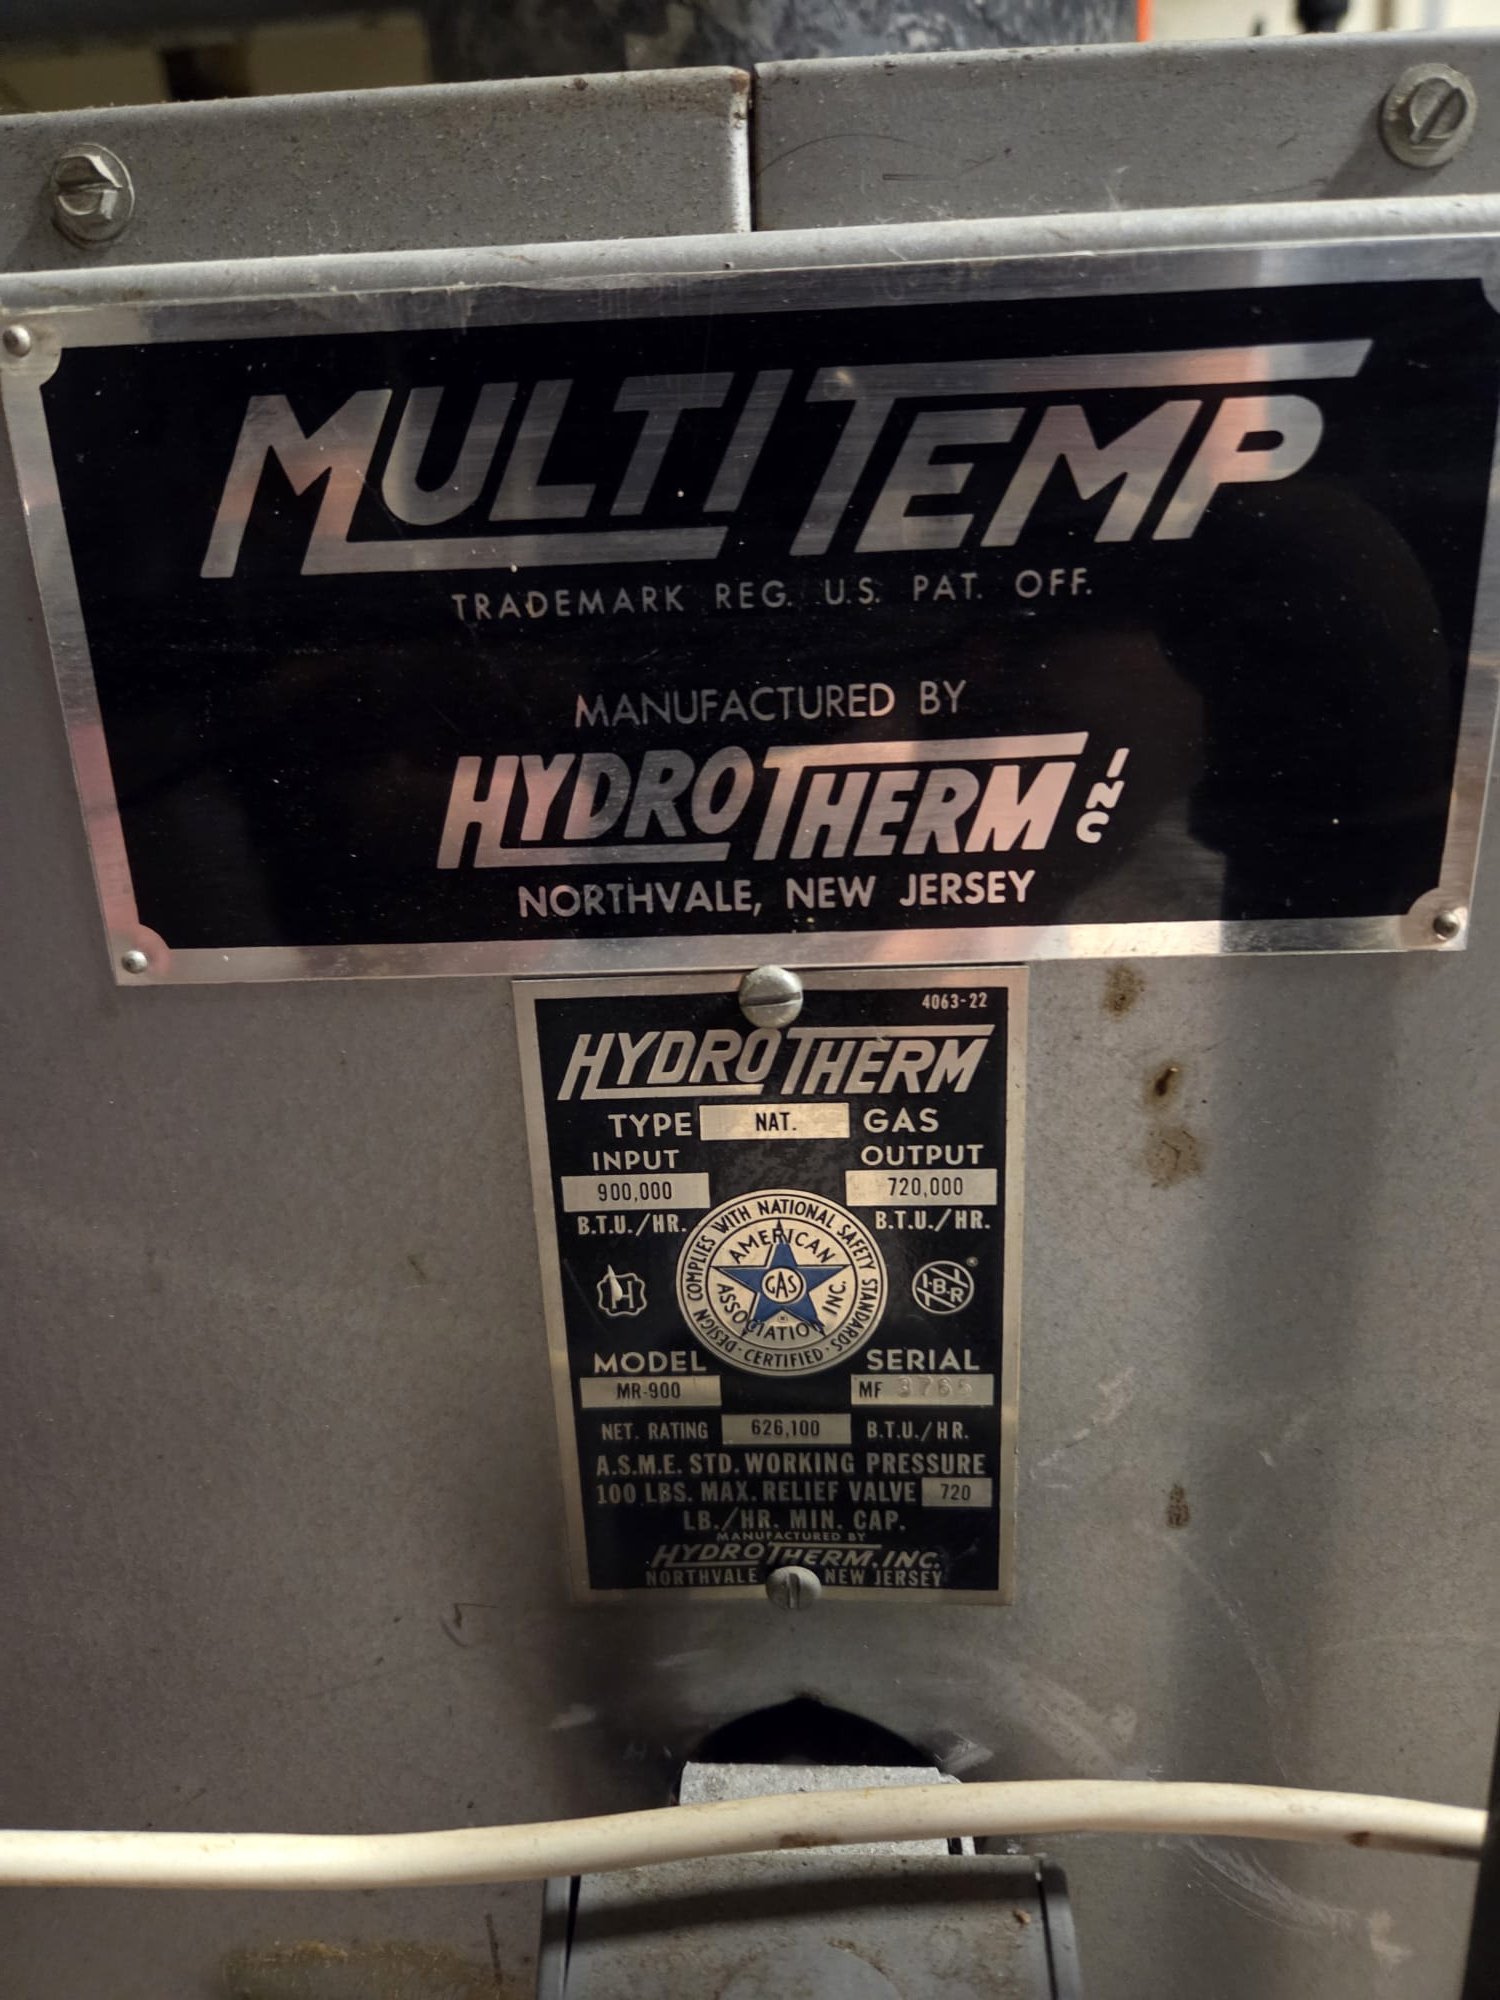 MULTITEMP
TRADEMARK REG. U.S. PAT. OFF.
MANUFACTURED BY
HYDROTHERM INC
NORTHVALE, NEW JERSEY
4063-22
HYDROTHERM
TYPE NAT. GAS
INPUT OUTPUT
900,000 720,000
B.T.U./HR. B.T.U./HR.
DESIGN COMPLIES WITH NATIONAL SAFETY STANDARDS
· CERTIFIED ·
AMERICAN
GAS
ASSOCIATION INC.
H
I=B=R
MODEL SERIAL
MR-900 MF 3765
NET. RATING 626,100 B.T.U./HR.
A.S.M.E. STD. WORKING PRESSURE
100 LBS. MAX. RELIEF VALVE 720
LB./HR. MIN. CAP.
MANUFACTURED BY
HYDROTHERM, INC.
NORTHVALE NEW JERSEY